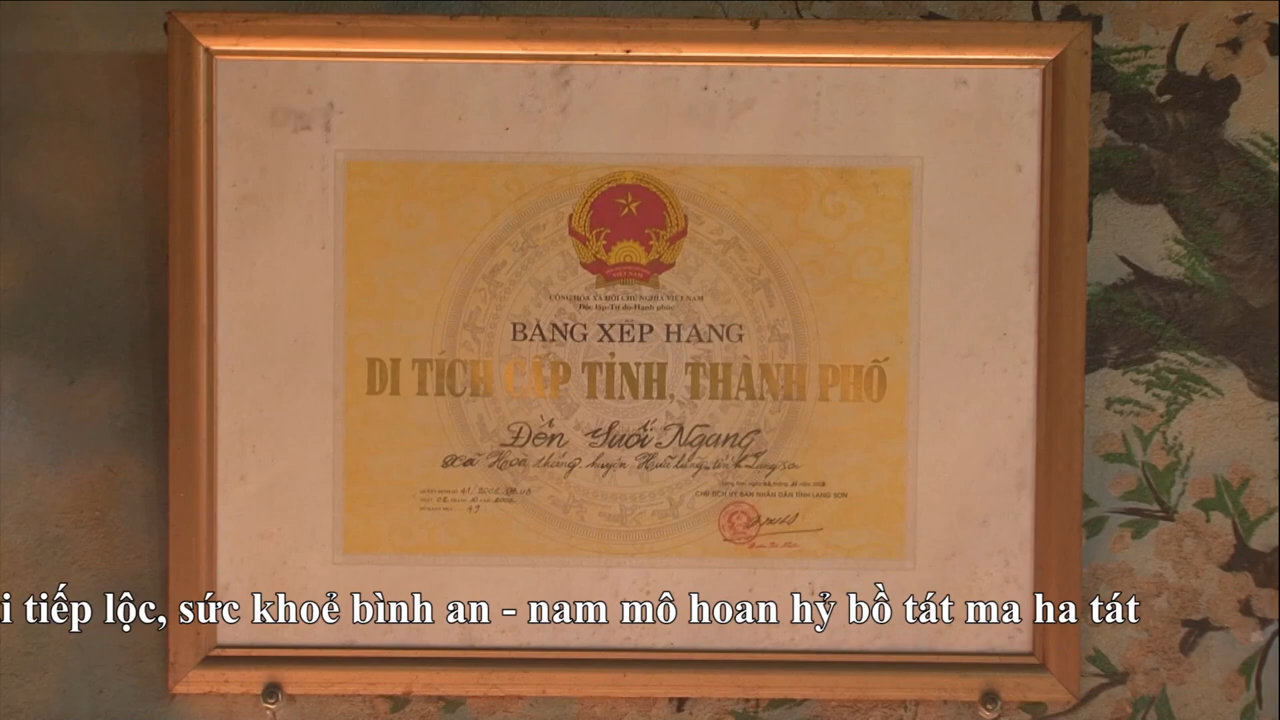 VIỆT NAM
CỘNG HÒA XÃ HỘI CHỦ NGHĨA VIỆT NAM
Độc lập-Tự do-Hạnh phúc
BẰNG XẾP HẠNG
DI TÍCH CẤP TỈNH, THÀNH PHỐ
Đền Suối Ngang
xã Hoà thắng, huyện Hữu lũng, tỉnh Lạng Sơn
CHỦ TỊCH ỦY BAN NHÂN DÂN TỈNH LẠNG SƠN
49
i tiếp lộc, sức khoẻ bình an - nam mô hoan hỷ bồ tát ma ha tát